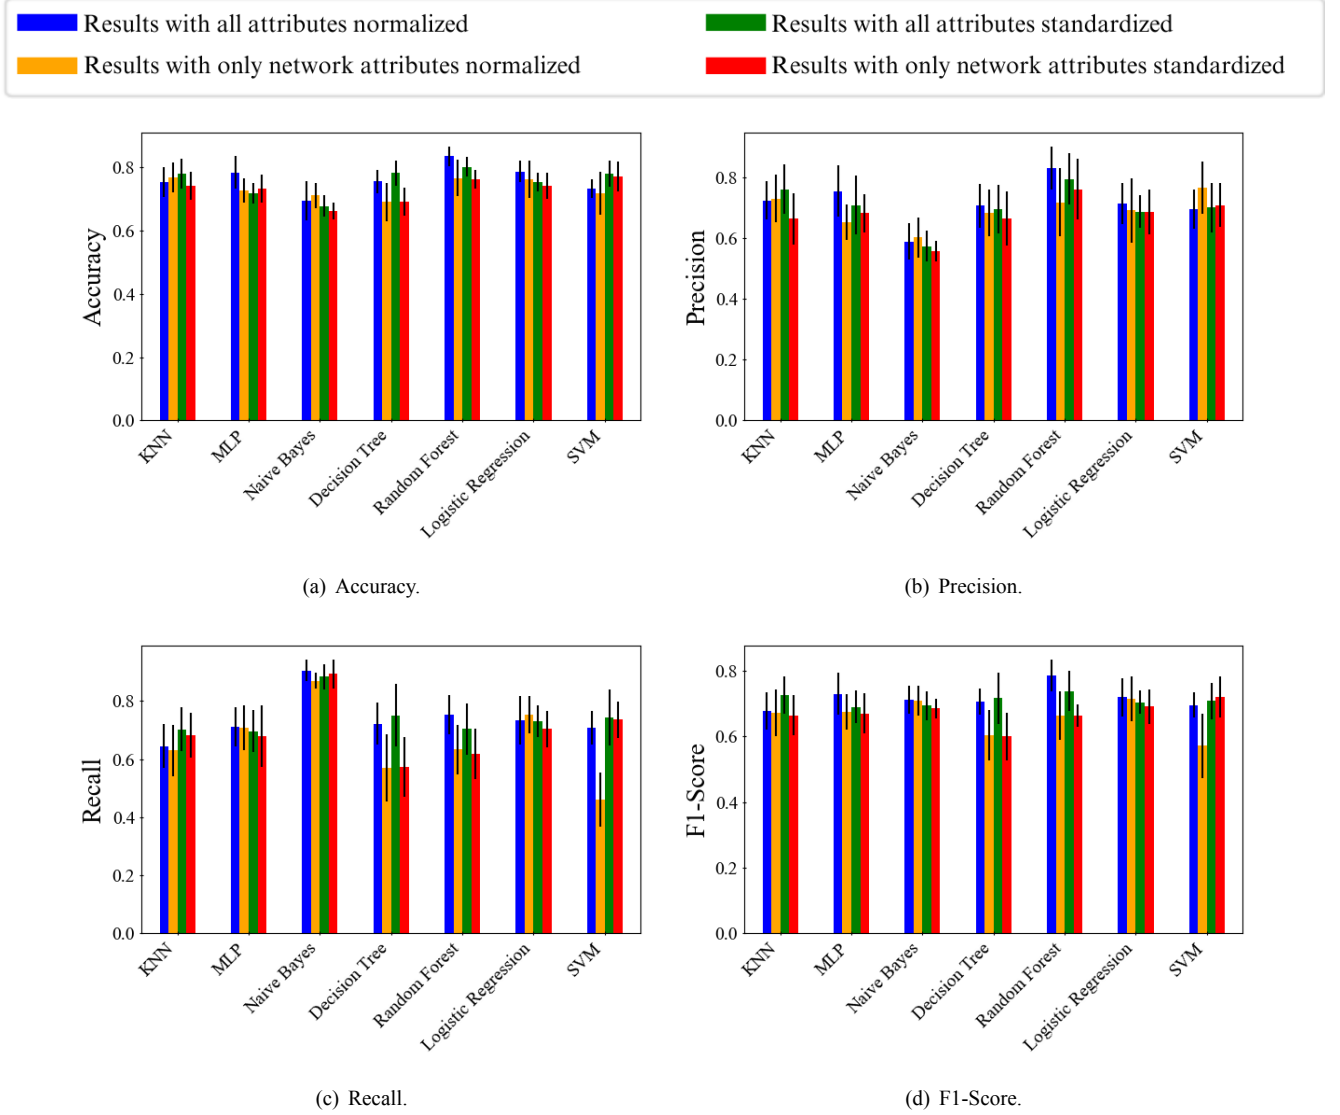 Results with all attributes normalized
Results with all attributes standardized
Results with only network attributes normalized
Results with only network attributes standardized
Accuracy
0.8
0.6
0.4
0.2
0.0
KNN
MLP
Naive Bayes
Decision Tree
Random Forest
Logistic Regression
SVM
(a) Accuracy.
Precision
0.8
0.6
0.4
0.2
0.0
KNN
MLP
Naive Bayes
Decision Tree
Random Forest
Logistic Regression
SVM
(b) Precision.
Recall
0.8
0.6
0.4
0.2
0.0
KNN
MLP
Naive Bayes
Decision Tree
Random Forest
Logistic Regression
SVM
(c) Recall.
F1-Score
0.8
0.6
0.4
0.2
0.0
KNN
MLP
Naive Bayes
Decision Tree
Random Forest
Logistic Regression
SVM
(d) F1-Score.